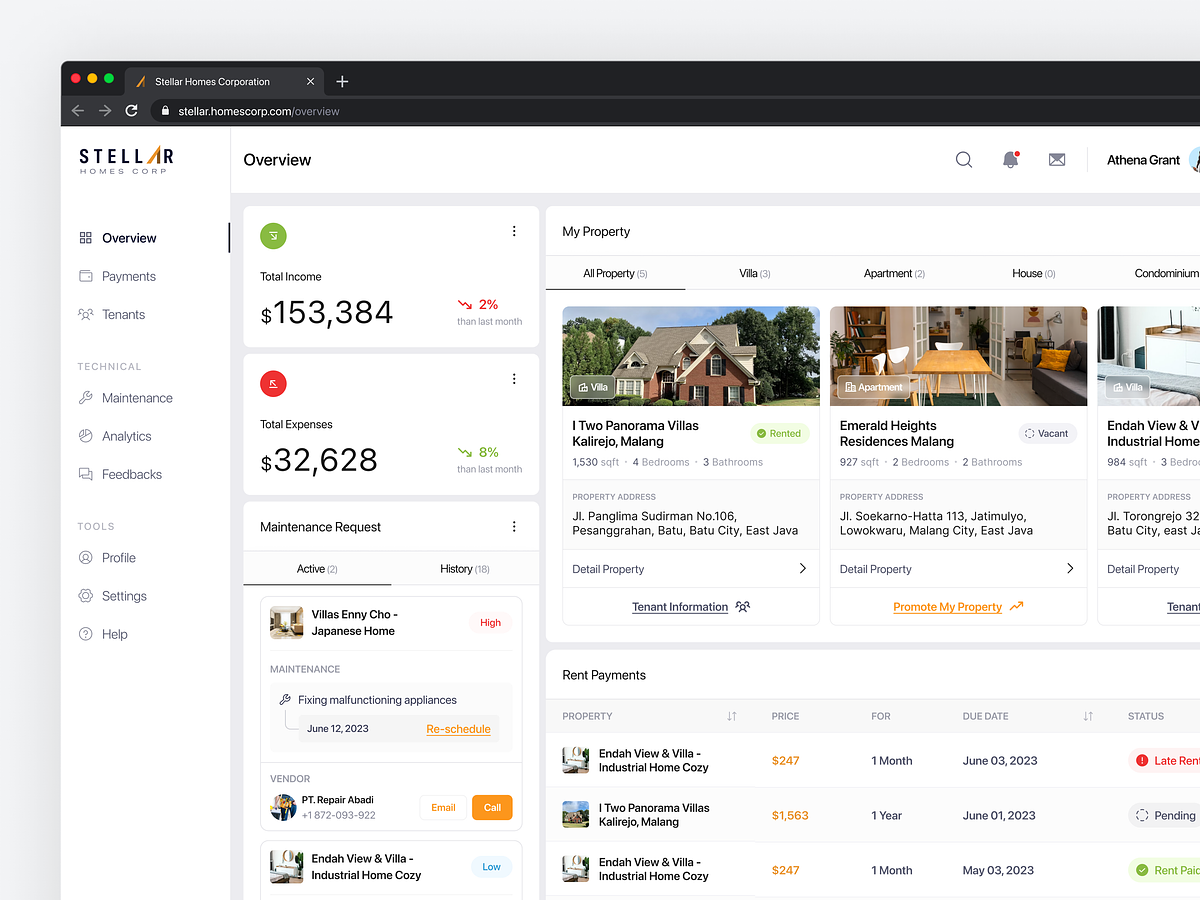 Stellar Homes Corporation
stellar.homescorp.com/overview
STELLAR
HOMES CORP
Overview
Athena Grant
Overview
Payments
Tenants
TECHNICAL
Maintenance
Analytics
Feedbacks
TOOLS
Profile
Settings
Help
Total Income
$153,384
2%
than last month
Total Expenses
$32,628
8%
than last month
Maintenance Request
Active (2)
History (18)
Villas Enny Cho -
Japanese Home
High
MAINTENANCE
Fixing malfunctioning appliances
June 12, 2023
Re-schedule
VENDOR
PT. Repair Abadi
+1 872-093-922
Email
Call
Endah View & Villa -
Industrial Home Cozy
Low
My Property
All Property (5)
Villa (3)
Apartment (2)
House (0)
Condominium
Villa
I Two Panorama Villas
Kalirejo, Malang
Rented
1,530 sqft · 4 Bedrooms · 3 Bathrooms
PROPERTY ADDRESS
Jl. Panglima Sudirman No.106,
Pesanggrahan, Batu, Batu City, East Java
Detail Property
Tenant Information
Apartment
Emerald Heights
Residences Malang
Vacant
927 sqft · 2 Bedrooms · 2 Bathrooms
PROPERTY ADDRESS
Jl. Soekarno-Hatta 113, Jatimulyo,
Lowokwaru, Malang City, East Java
Detail Property
Promote My Property
Villa
Endah View & V
Industrial Home
984 sqft · 3 Bedro
PROPERTY ADDRESS
Jl. Torongrejo 32
Batu City, east Ja
Detail Property
Tenant
Rent Payments
PROPERTY
PRICE
FOR
DUE DATE
STATUS
Endah View & Villa -
Industrial Home Cozy
$247
1 Month
June 03, 2023
Late Rent
I Two Panorama Villas
Kalirejo, Malang
$1,563
1 Year
June 01, 2023
Pending
Endah View & Villa -
Industrial Home Cozy
$247
1 Month
May 03, 2023
Rent Paid